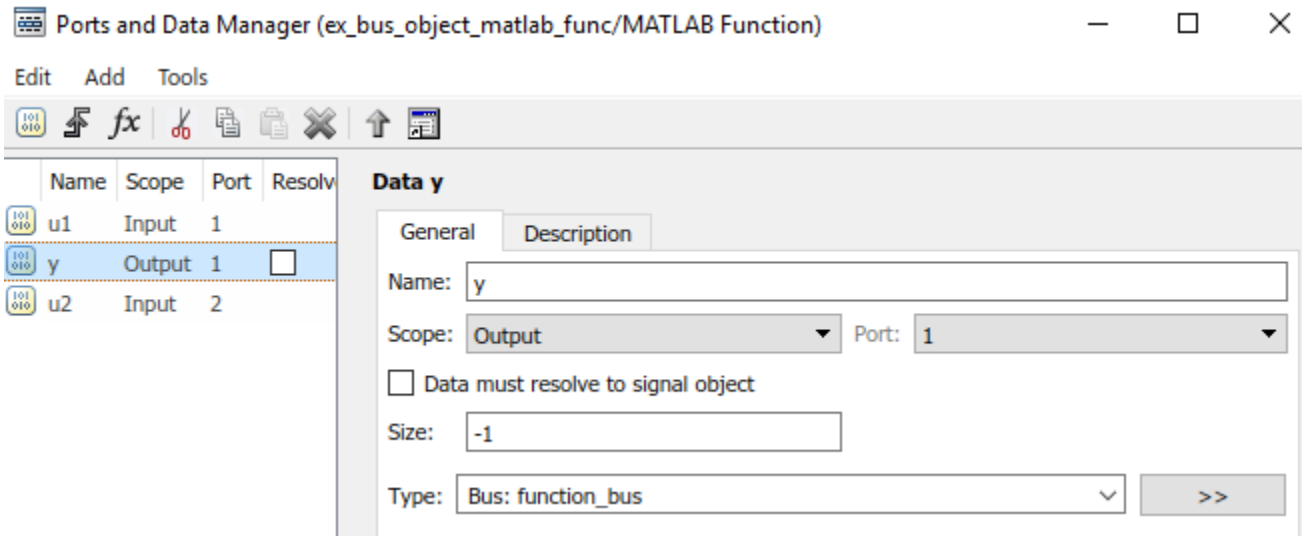 Ports and Data Manager (ex_bus_object_matlab_func/MATLAB Function)
Edit Add Tools
fx
Name Scope Port Resolv
u1 Input 1
y Output 1
u2 Input 2
Data y
General Description
Name: y
Scope: Output Port: 1
Data must resolve to signal object
Size: -1
Type: Bus: function_bus >>